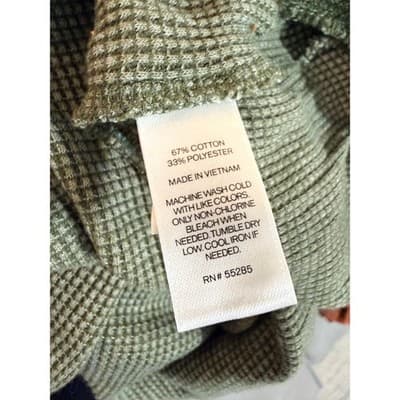 67% COTTON
33% POLYESTER
MADE IN VIETNAM
MACHINE WASH COLD
WITH LIKE COLORS.
ONLY NON-CHLORINE
BLEACH WHEN
NEEDED. TUMBLE DRY
LOW. COOL IRON IF
NEEDED.
RN# 55285